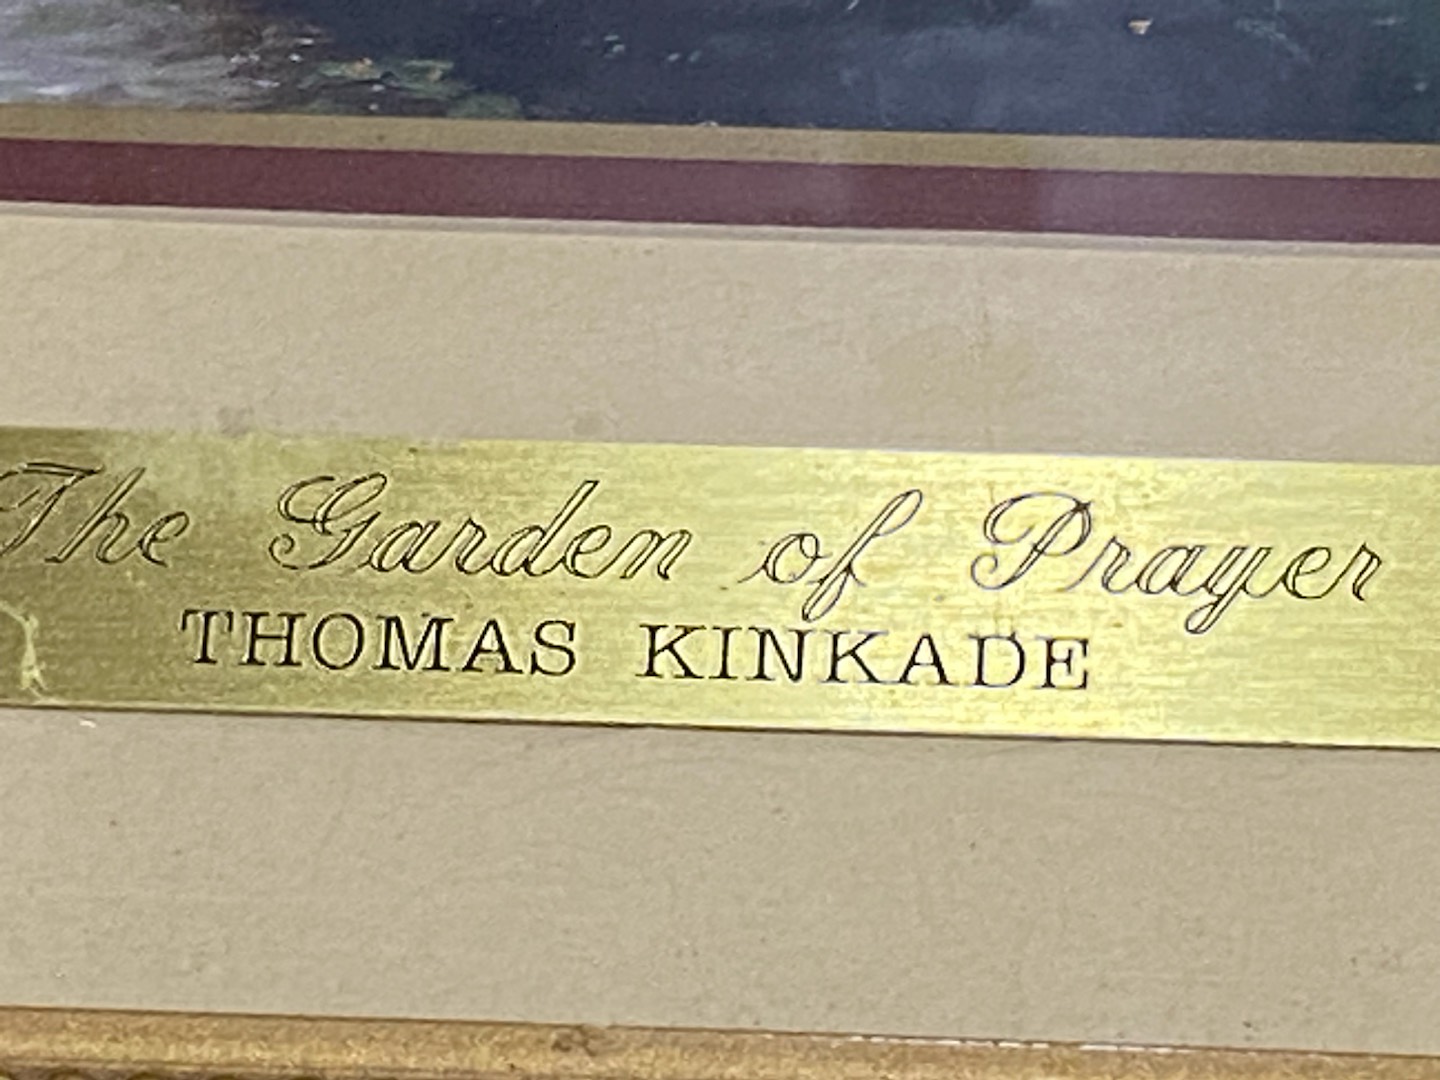 The Garden of Prayer
THOMAS KINKADE